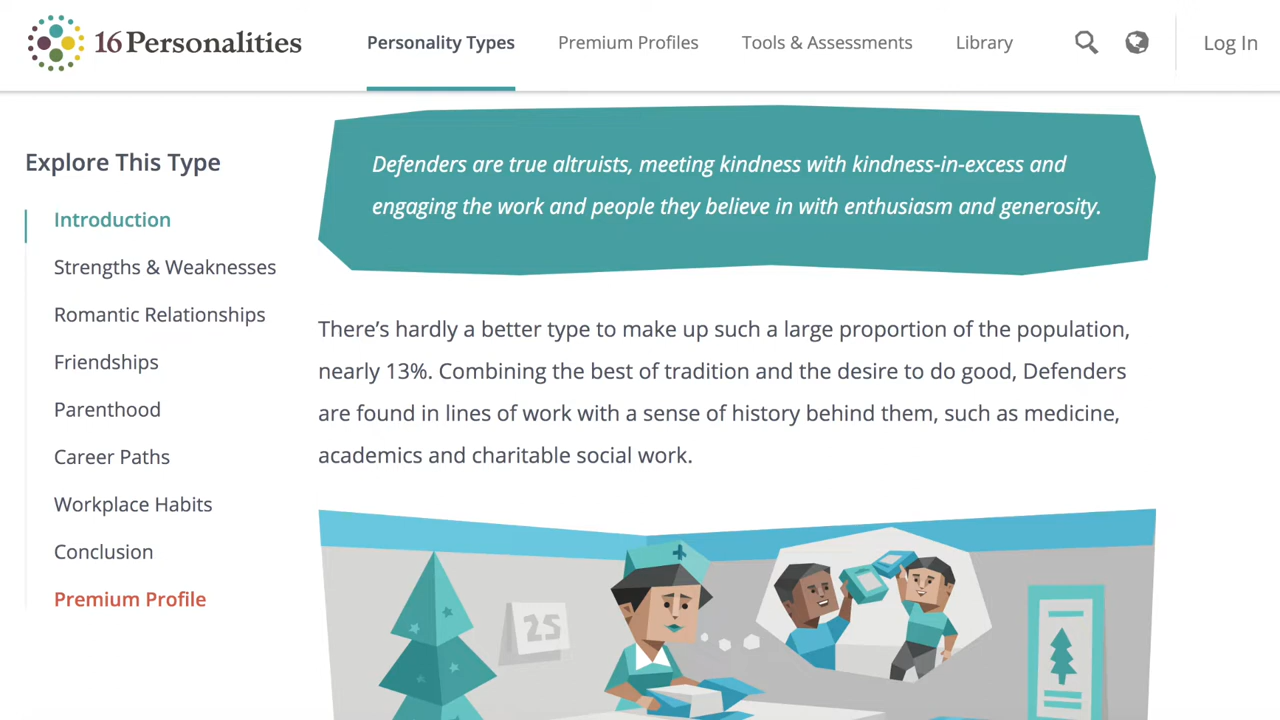 16Personalities
Personality Types
Premium Profiles
Tools & Assessments
Library
Log In
Explore This Type
Introduction
Strengths & Weaknesses
Romantic Relationships
Friendships
Parenthood
Career Paths
Workplace Habits
Conclusion
Premium Profile
Defenders are true altruists, meeting kindness with kindness-in-excess and
engaging the work and people they believe in with enthusiasm and generosity.
There’s hardly a better type to make up such a large proportion of the population,
nearly 13%. Combining the best of tradition and the desire to do good, Defenders
are found in lines of work with a sense of history behind them, such as medicine,
academics and charitable social work.
25